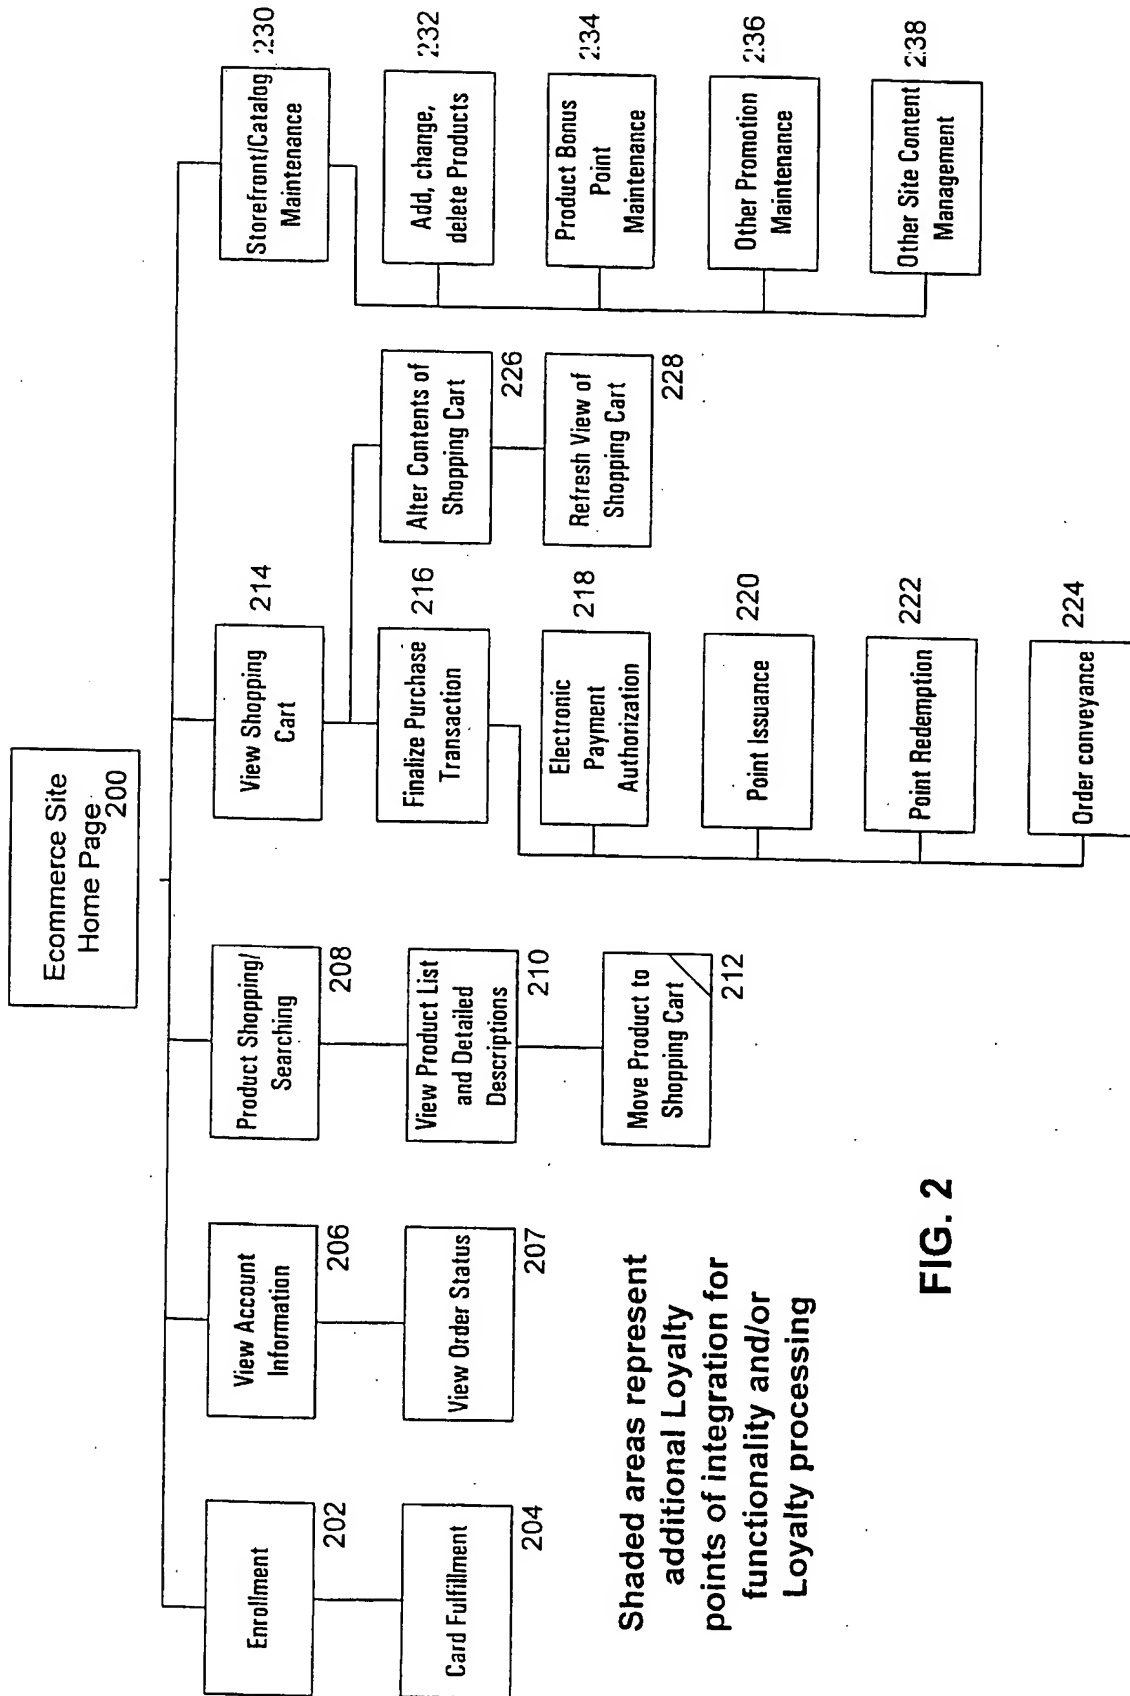 Ecommerce Site
Home Page
200
Enrollment
202
Card Fulfillment
204
View Account
Information
206
View Order Status
207
Product Shopping/
Searching
208
View Product List
and Detailed
Descriptions
210
Move Product to
Shopping Cart
212
View Shopping
Cart
214
Finalize Purchase
Transaction
216
Electronic
Payment
Authorization
218
Point Issuance
220
Point Redemption
222
Order conveyance
224
Alter Contents of
Shopping Cart
226
Refresh View of
Shopping Cart
228
Storefront/Catalog
Maintenance
230
Add, change,
delete Products
232
Product Bonus
Point
Maintenance
234
Other Promotion
Maintenance
236
Other Site Content
Management
238
Shaded areas represent
additional Loyalty
points of integration for
functionality and/or
Loyalty processing
FIG. 2